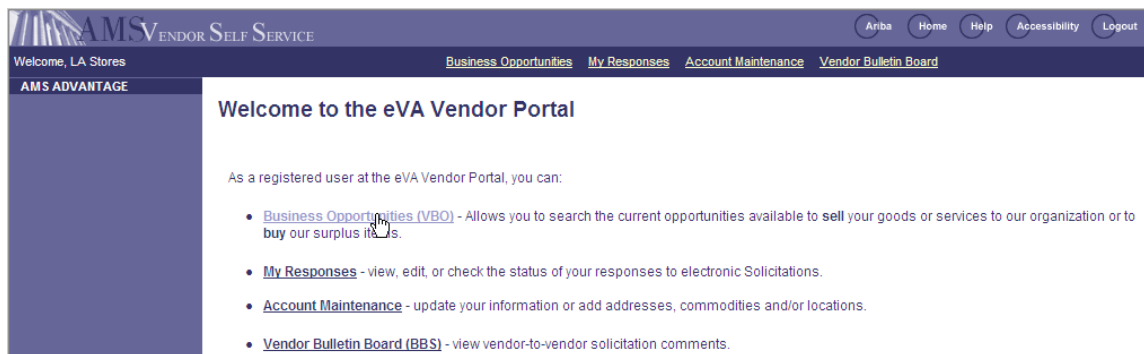 AMS VENDOR SELF SERVICE
Ariba Home Help Accessibility Logout
Welcome, LA Stores
Business Opportunities My Responses Account Maintenance Vendor Bulletin Board
AMS ADVANTAGE
Welcome to the eVA Vendor Portal
As a registered user at the eVA Vendor Portal, you can:
• Business Opportunities (VBO) - Allows you to search the current opportunities available to sell your goods or services to our organization or to
buy our surplus items.
• My Responses - view, edit, or check the status of your responses to electronic Solicitations.
• Account Maintenance - update your information or add addresses, commodities and/or locations.
• Vendor Bulletin Board (BBS) - view vendor-to-vendor solicitation comments.